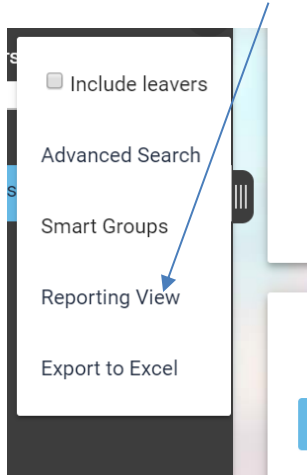 Include leavers
Advanced Search
Smart Groups
Reporting View
Export to Excel